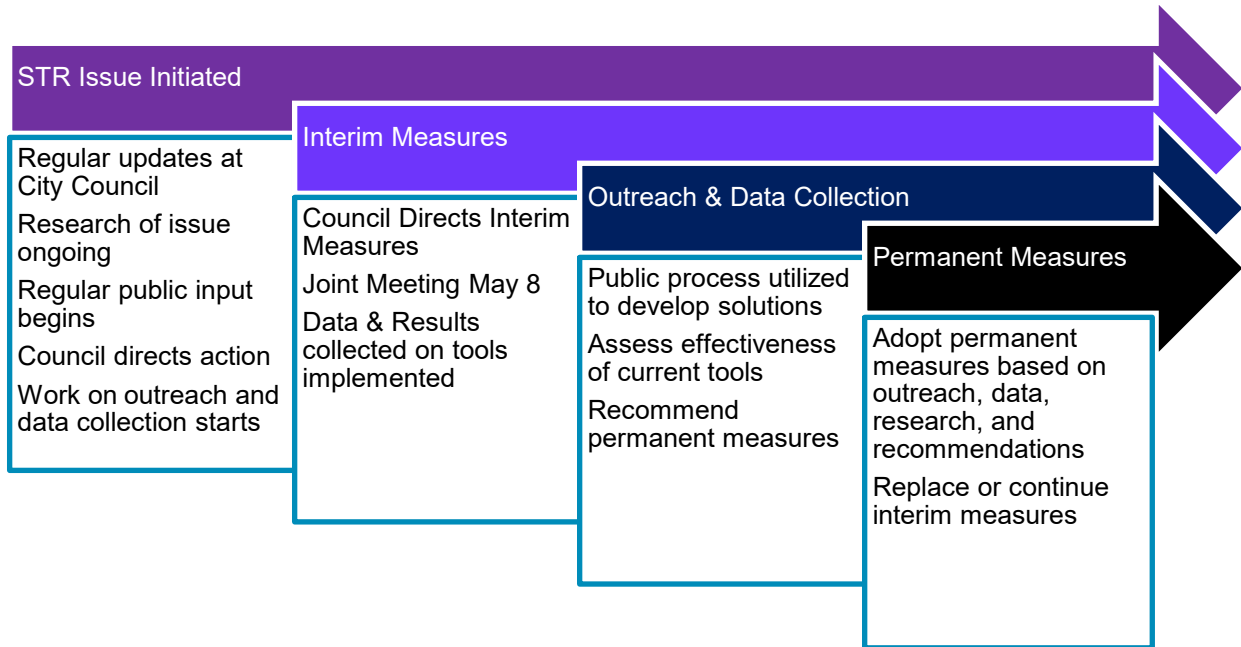 STR Issue Initiated
Regular updates at
City Council
Research of issue
ongoing
Regular public input
begins
Council directs action
Work on outreach and
data collection starts
Interim Measures
Council Directs Interim
Measures
Joint Meeting May 8
Data & Results
collected on tools
implemented
Outreach & Data Collection
Public process utilized
to develop solutions
Assess effectiveness
of current tools
Recommend
permanent measures
Permanent Measures
Adopt permanent
measures based on
outreach, data,
research, and
recommendations
Replace or continue
interim measures